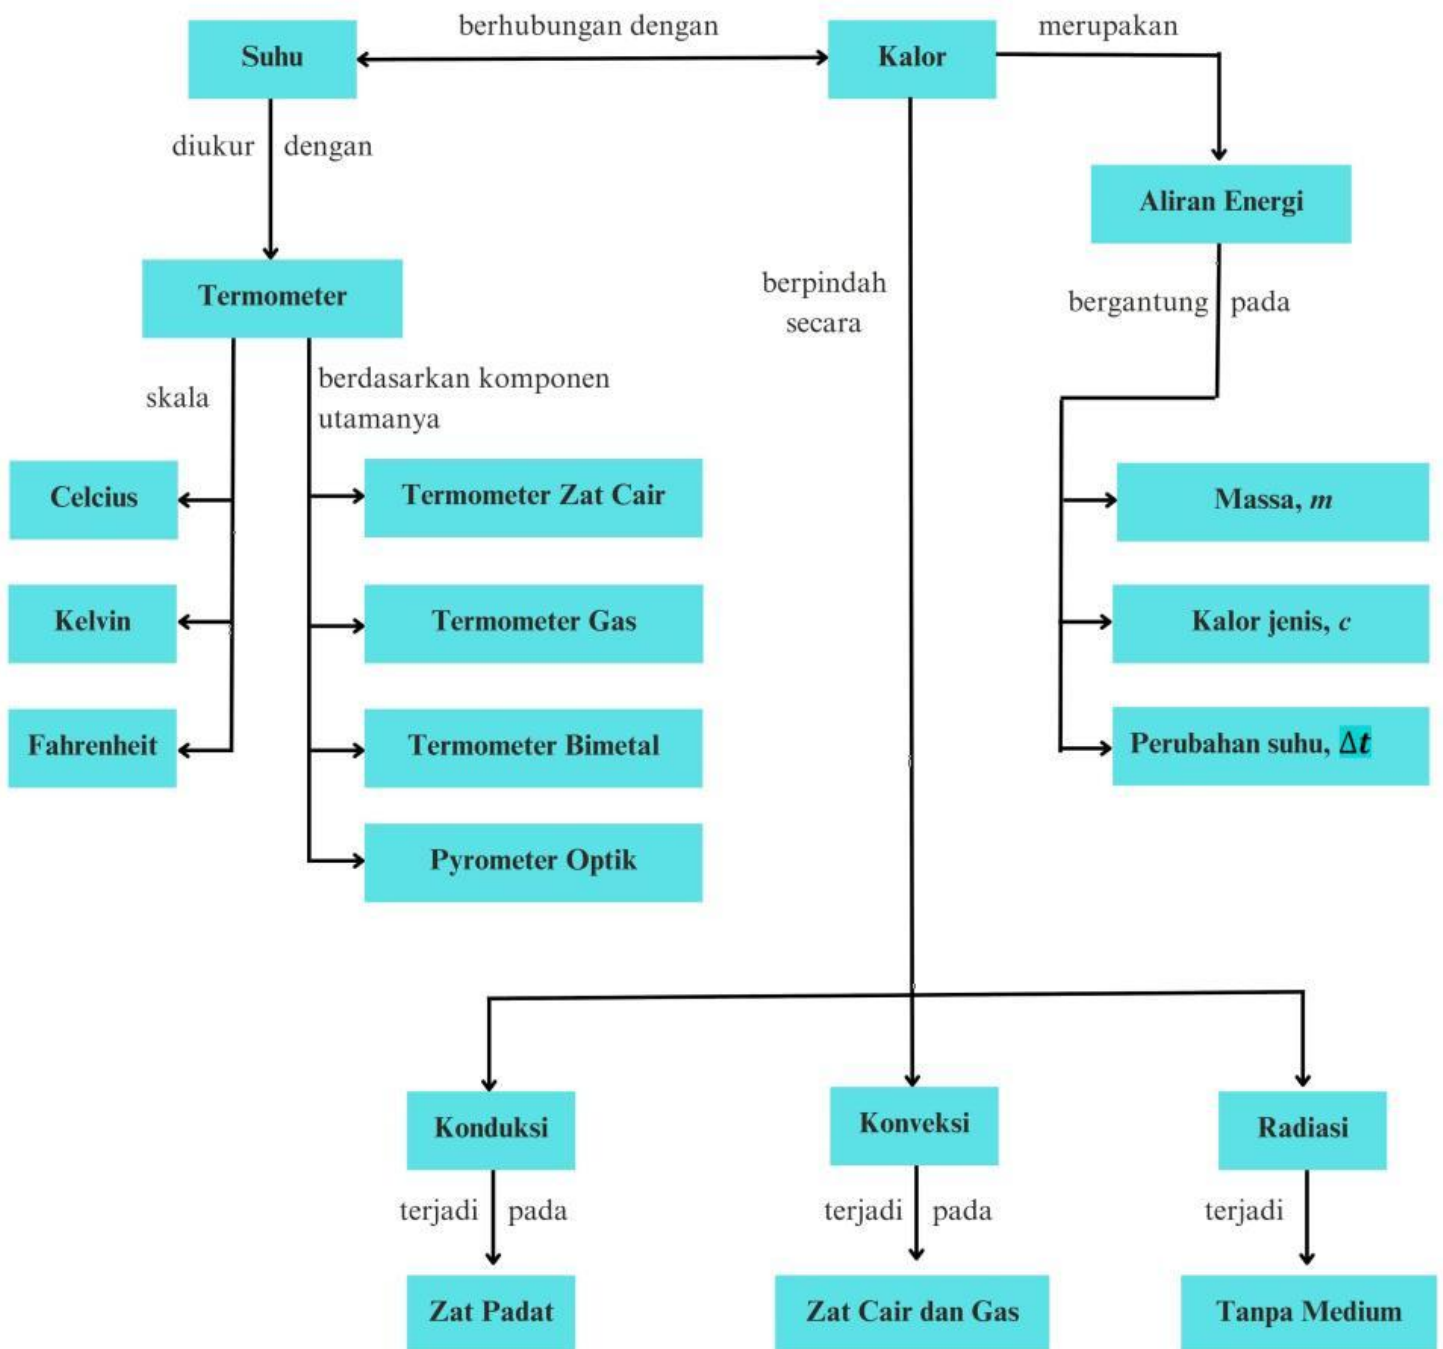 berhubungan dengan
merupakan
Suhu
Kalor
diukur dengan
Aliran Energi
Termometer
berpindah
secara
bergantung pada
skala
berdasarkan komponen
utamanya
Celcius
Termometer Zat Cair
Massa, m
Kelvin
Termometer Gas
Kalor jenis, c
Fahrenheit
Termometer Bimetal
Perubahan suhu, Δt
Pyrometer Optik
Konduksi
Konveksi
Radiasi
terjadi pada
terjadi pada
terjadi
Zat Padat
Zat Cair dan Gas
Tanpa Medium